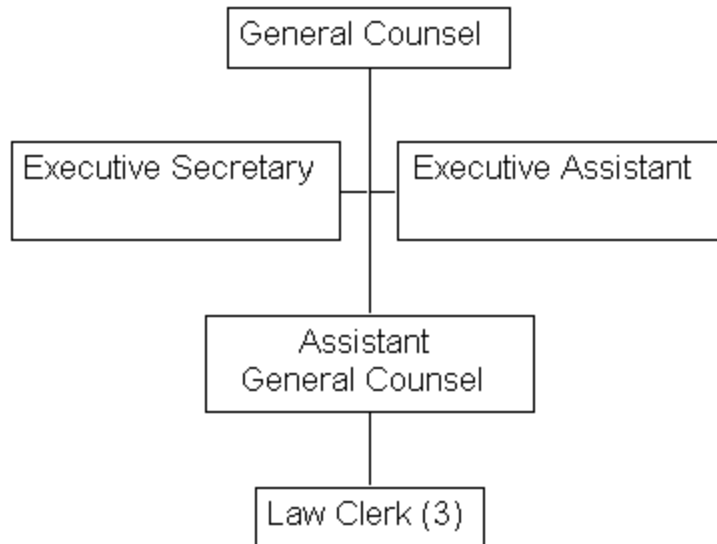 General Counsel
Executive Secretary
Executive Assistant
Assistant
General Counsel
Law Clerk (3)